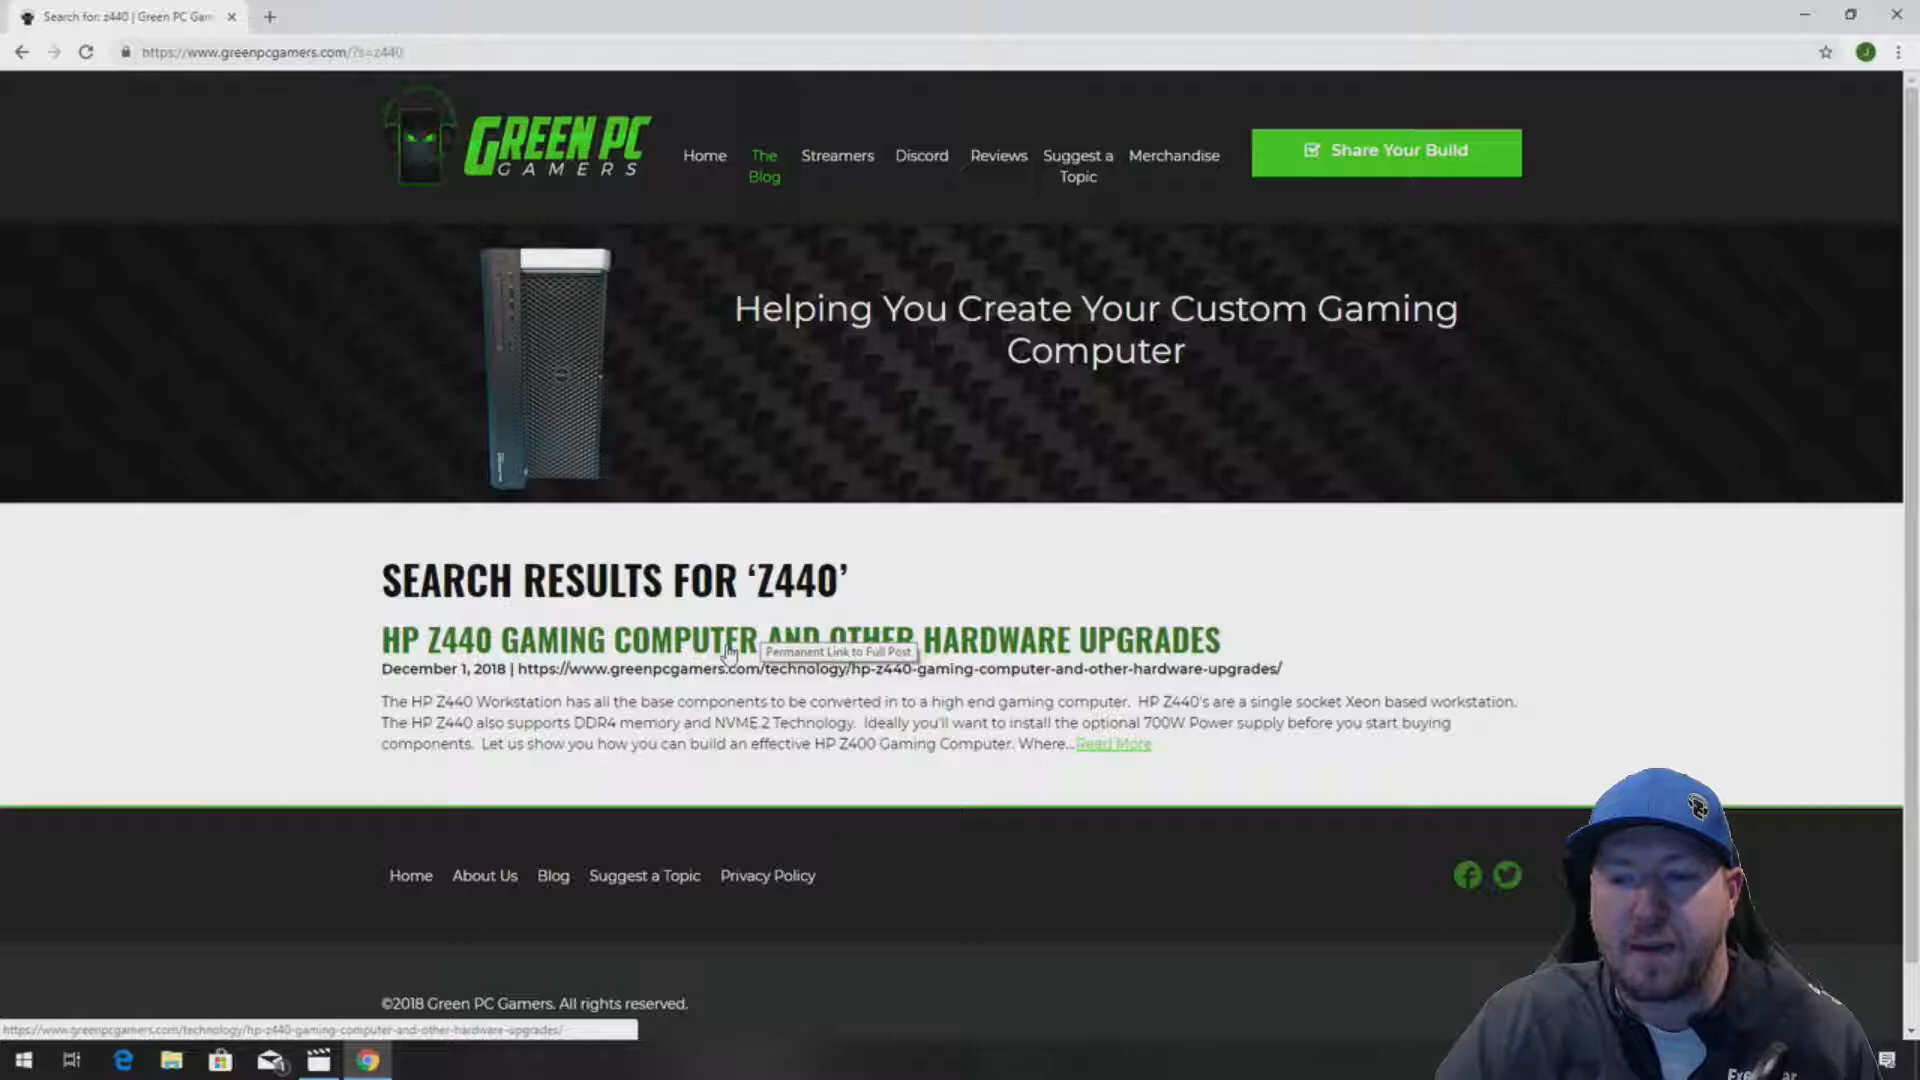 Search for: z440 | Green PC Gam
https://www.greenpcgamers.com/?s=z440
J
GREEN PC
GAMERS
Home
The Blog
Streamers
Discord
Reviews
Suggest a Topic
Merchandise
Share Your Build
Helping You Create Your Custom Gaming
Computer
SEARCH RESULTS FOR ‘Z440’
HP Z440 GAMING COMPUTER AND OTHER HARDWARE UPGRADES
Permanent Link to Full Post
December 1, 2018 | https://www.greenpcgamers.com/technology/hp-z440-gaming-computer-and-other-hardware-upgrades/
The HP Z440 Workstation has all the base components to be converted in to a high end gaming computer. HP Z440's are a single socket Xeon based workstation.
The HP Z440 also supports DDR4 memory and NVME.2 Technology. Ideally you'll want to install the optional 700W Power supply before you start buying
components. Let us show you how you can build an effective HP Z400 Gaming Computer. Where...Read More
Home
About Us
Blog
Suggest a Topic
Privacy Policy
©2018 Green PC Gamers. All rights reserved.
https://www.greenpcgamers.com/technology/hp-z440-gaming-computer-and-other-hardware-upgrades/